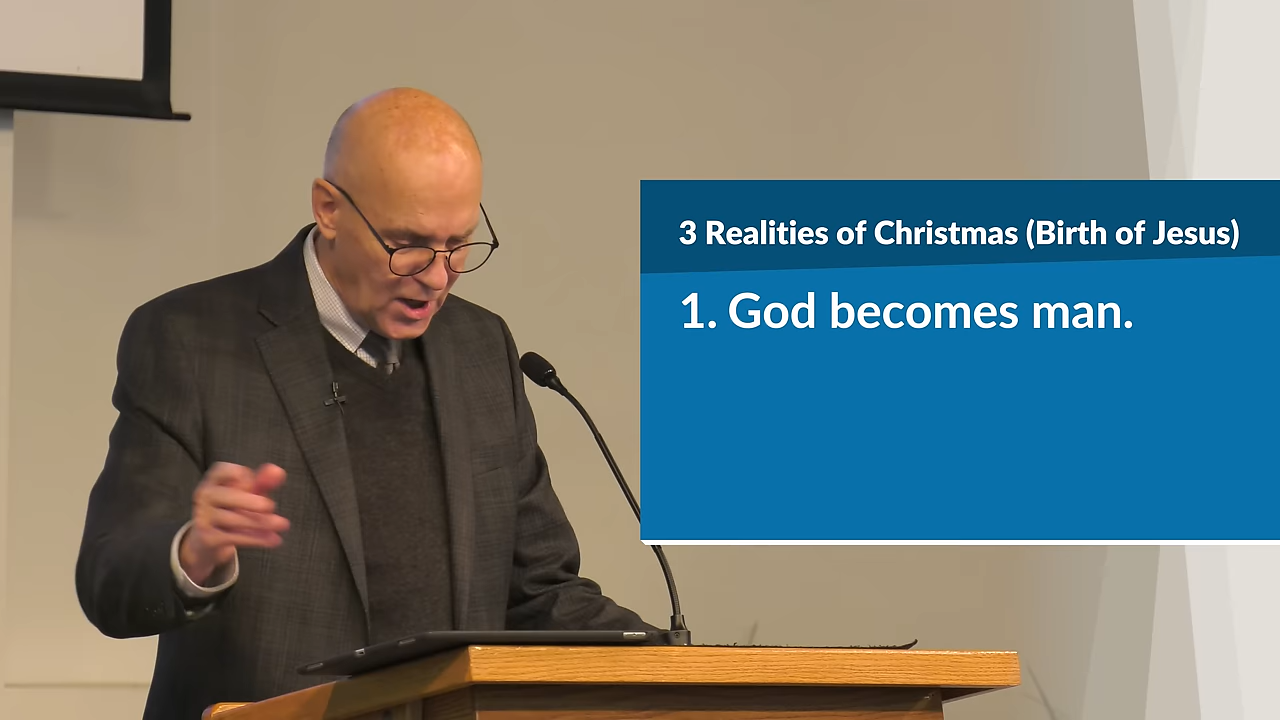 3 Realities of Christmas (Birth of Jesus)
1. God becomes man.